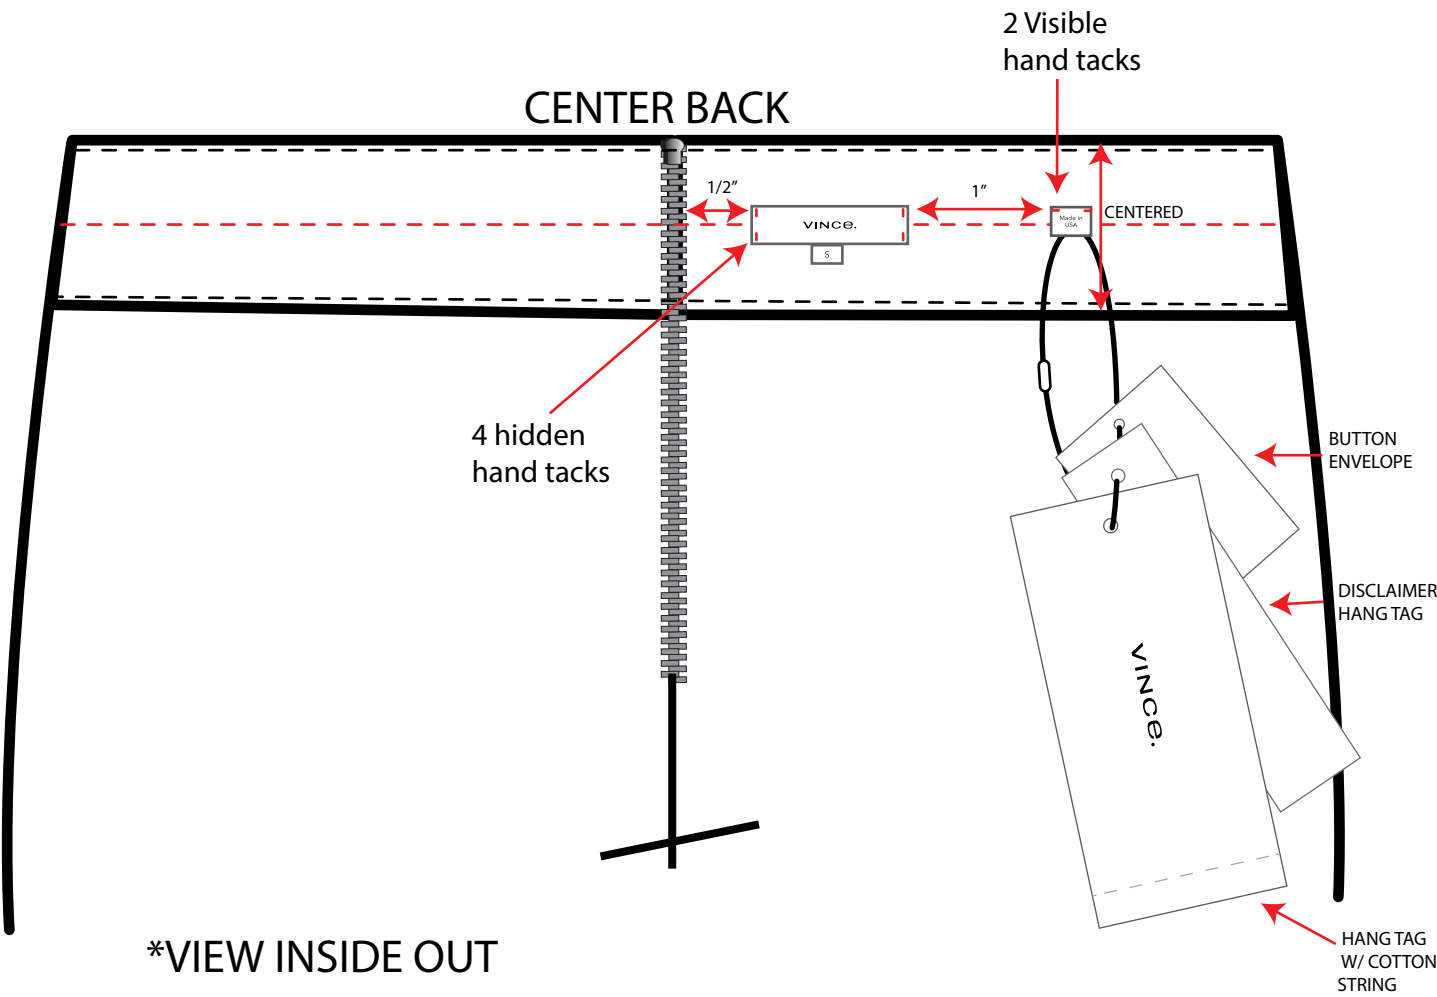 2 Visible
hand tacks
CENTER BACK
1/2”
1”
VINCE.
S
Made in
USA
CENTERED
4 hidden
hand tacks
BUTTON
ENVELOPE
DISCLAIMER
HANG TAG
VINCE.
*VIEW INSIDE OUT
HANG TAG
W/ COTTON
STRING